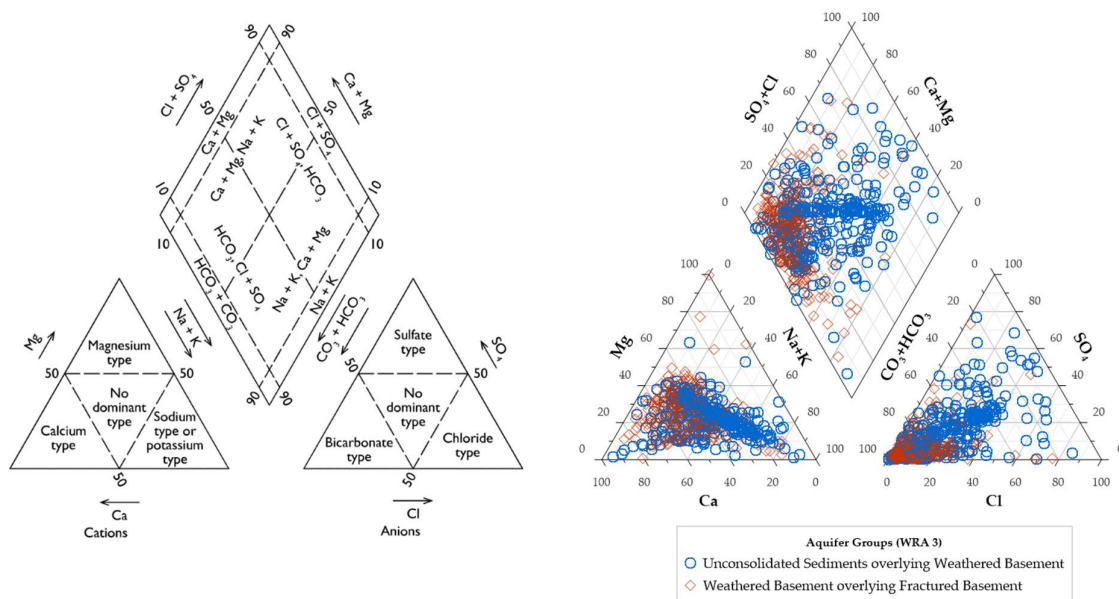 90
90
Cl + SO₄
Ca + Mg
50
50
Ca + Mg
Cl + SO₄
Ca + Mg, Na + K
Cl + SO₄, HCO₃
10
10
10
10
HCO₃, Cl + SO₄
Na + K, Ca + Mg
HCO₃ + CO₃
Na + K
Na + K
CO₃ + HCO₃
90
90
Mg
Magnesium
type
50
50
No
dominant
type
Calcium
type
Sodium
type or
potassium
type
50
Ca
Cations
SO₄
Sulfate
type
50
50
No
dominant
type
Bicarbonate
type
Chloride
type
50
Cl
Anions
100
100
80
80
60
60
40
40
20
20
0
0
SO₄+Cl
Ca+Mg
100
0
0
100
80
20
80
60
40
40
60
60
40
60
40
20
80
80
20
0
0
100
0
Mg
Na+K
CO₃+HCO₃
SO₄
100
80
60
40
20
0
0
20
40
60
80
100
Ca
Cl
Aquifer Groups (WRA 3)
Unconsolidated Sediments overlying Weathered Basement
Weathered Basement overlying Fractured Basement